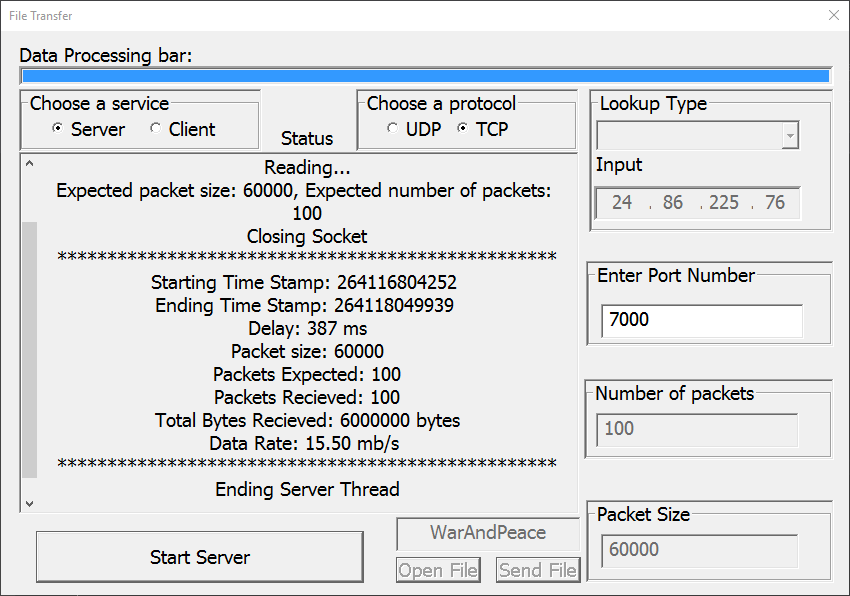 File Transfer
Data Processing bar:
Choose a service
Server Client
Status
Choose a protocol
UDP TCP
Reading...
Expected packet size: 60000, Expected number of packets:
100
Closing Socket
**************************************************
Starting Time Stamp: 264116804252
Ending Time Stamp: 264118049939
Delay: 387 ms
Packet size: 60000
Packets Expected: 100
Packets Recieved: 100
Total Bytes Recieved: 6000000 bytes
Data Rate: 15.50 mb/s
**************************************************
Ending Server Thread
Start Server
WarAndPeace
Open File Send File
Lookup Type
Input
24 . 86 . 225 . 76
Enter Port Number
7000
Number of packets
100
Packet Size
60000